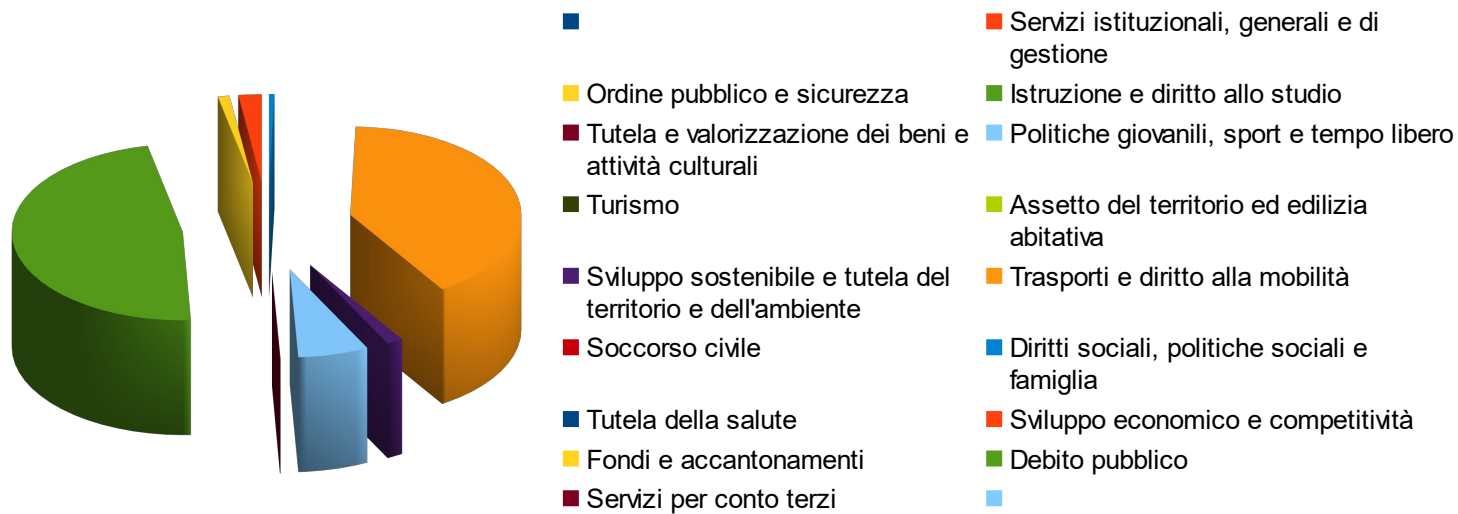 Servizi istituzionali, generali e di
gestione
Ordine pubblico e sicurezza
Istruzione e diritto allo studio
Tutela e valorizzazione dei beni e
attività culturali
Politiche giovanili, sport e tempo libero
Turismo
Assetto del territorio ed edilizia
abitativa
Sviluppo sostenibile e tutela del
territorio e dell'ambiente
Trasporti e diritto alla mobilità
Soccorso civile
Diritti sociali, politiche sociali e
famiglia
Tutela della salute
Sviluppo economico e competitività
Fondi e accantonamenti
Debito pubblico
Servizi per conto terzi